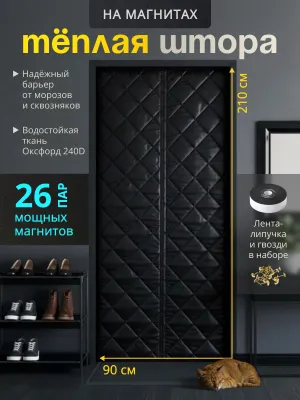 НА МАГНИТАХ
тёплая штора
Надёжный
барьер
от морозов
и сквозняков
Водостойкая
ткань
Оксфорд 240D
26 ПАР
мощных
магнитов
210 см
Лента-
липучка
и гвозди
в наборе
90 см